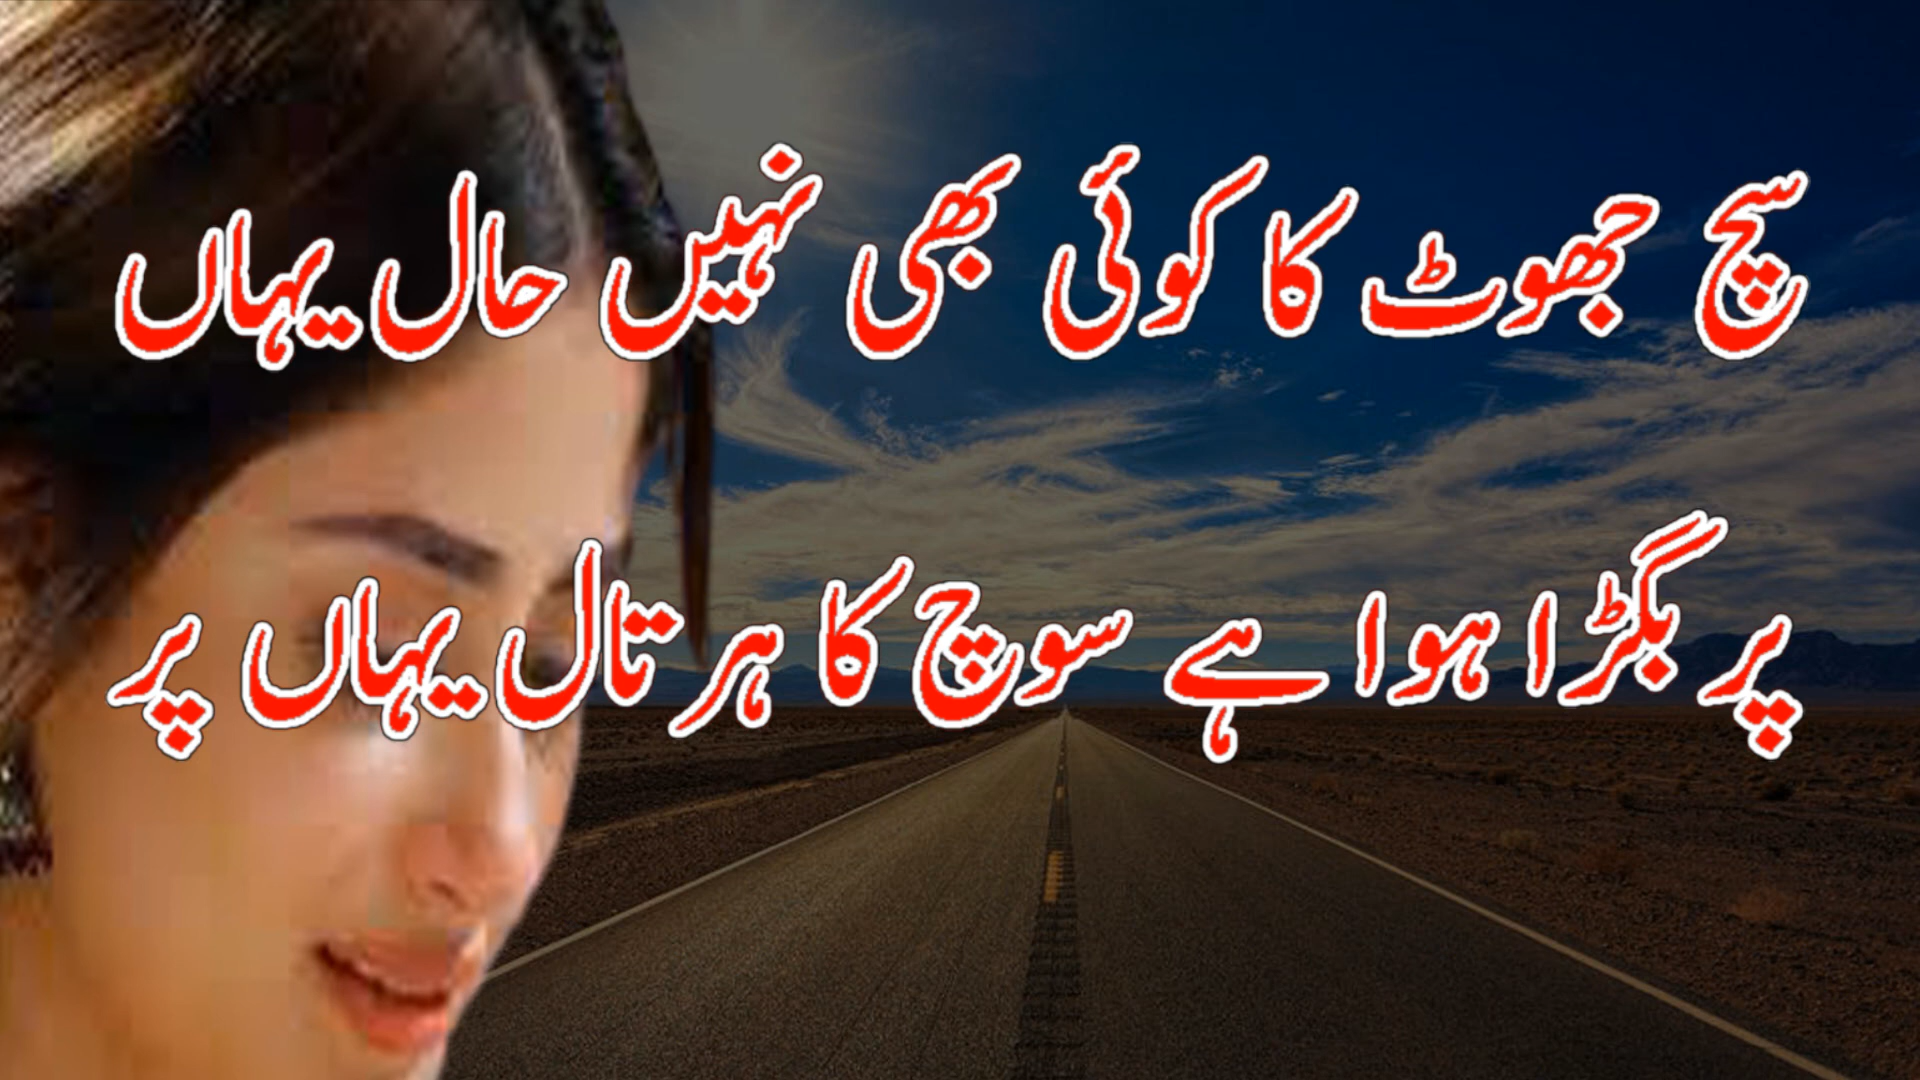 سچ جھوٹ کا کوئی بھی نہیں حال یہاں
پر بگڑا ہوا ہے سوچ کا ہر تال یہاں پر